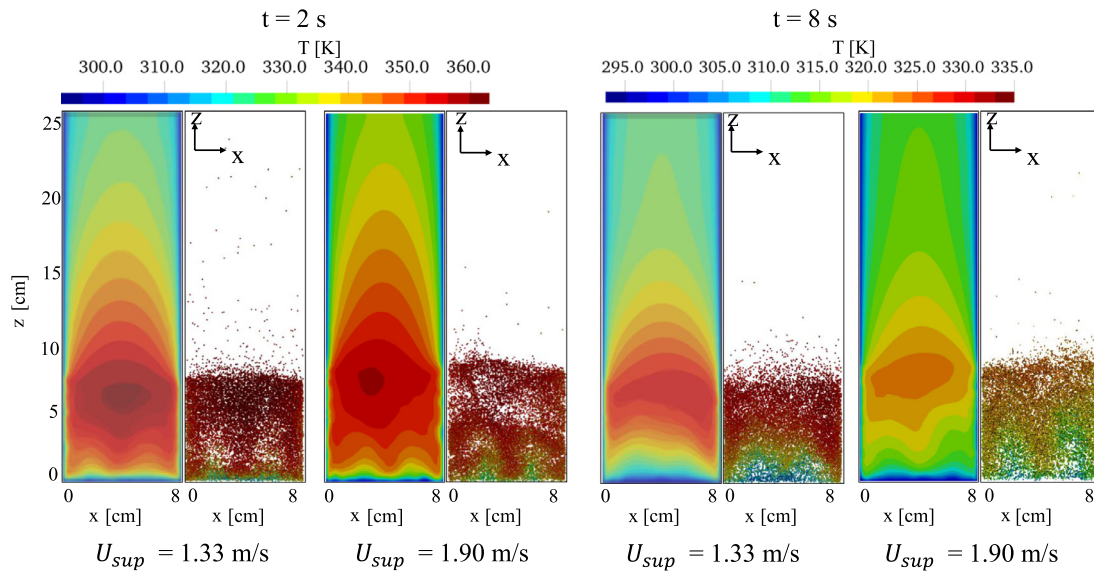 t = 2 s
t = 8 s
T [K]
300.0 310.0 320.0 330.0 340.0 350.0 360.0
T [K]
295.0 300.0 305.0 310.0 315.0 320.0 325.0 330.0 335.0
z [cm]
25
20
15
10
5
0
z
x
z
x
z
x
z
x
0 8 0 8 0 8 0 8 0 8 0 8 0 8 0 8
x [cm] x [cm] x [cm] x [cm] x [cm] x [cm] x [cm] x [cm]
U_sup = 1.33 m/s
U_sup = 1.90 m/s
U_sup = 1.33 m/s
U_sup = 1.90 m/s